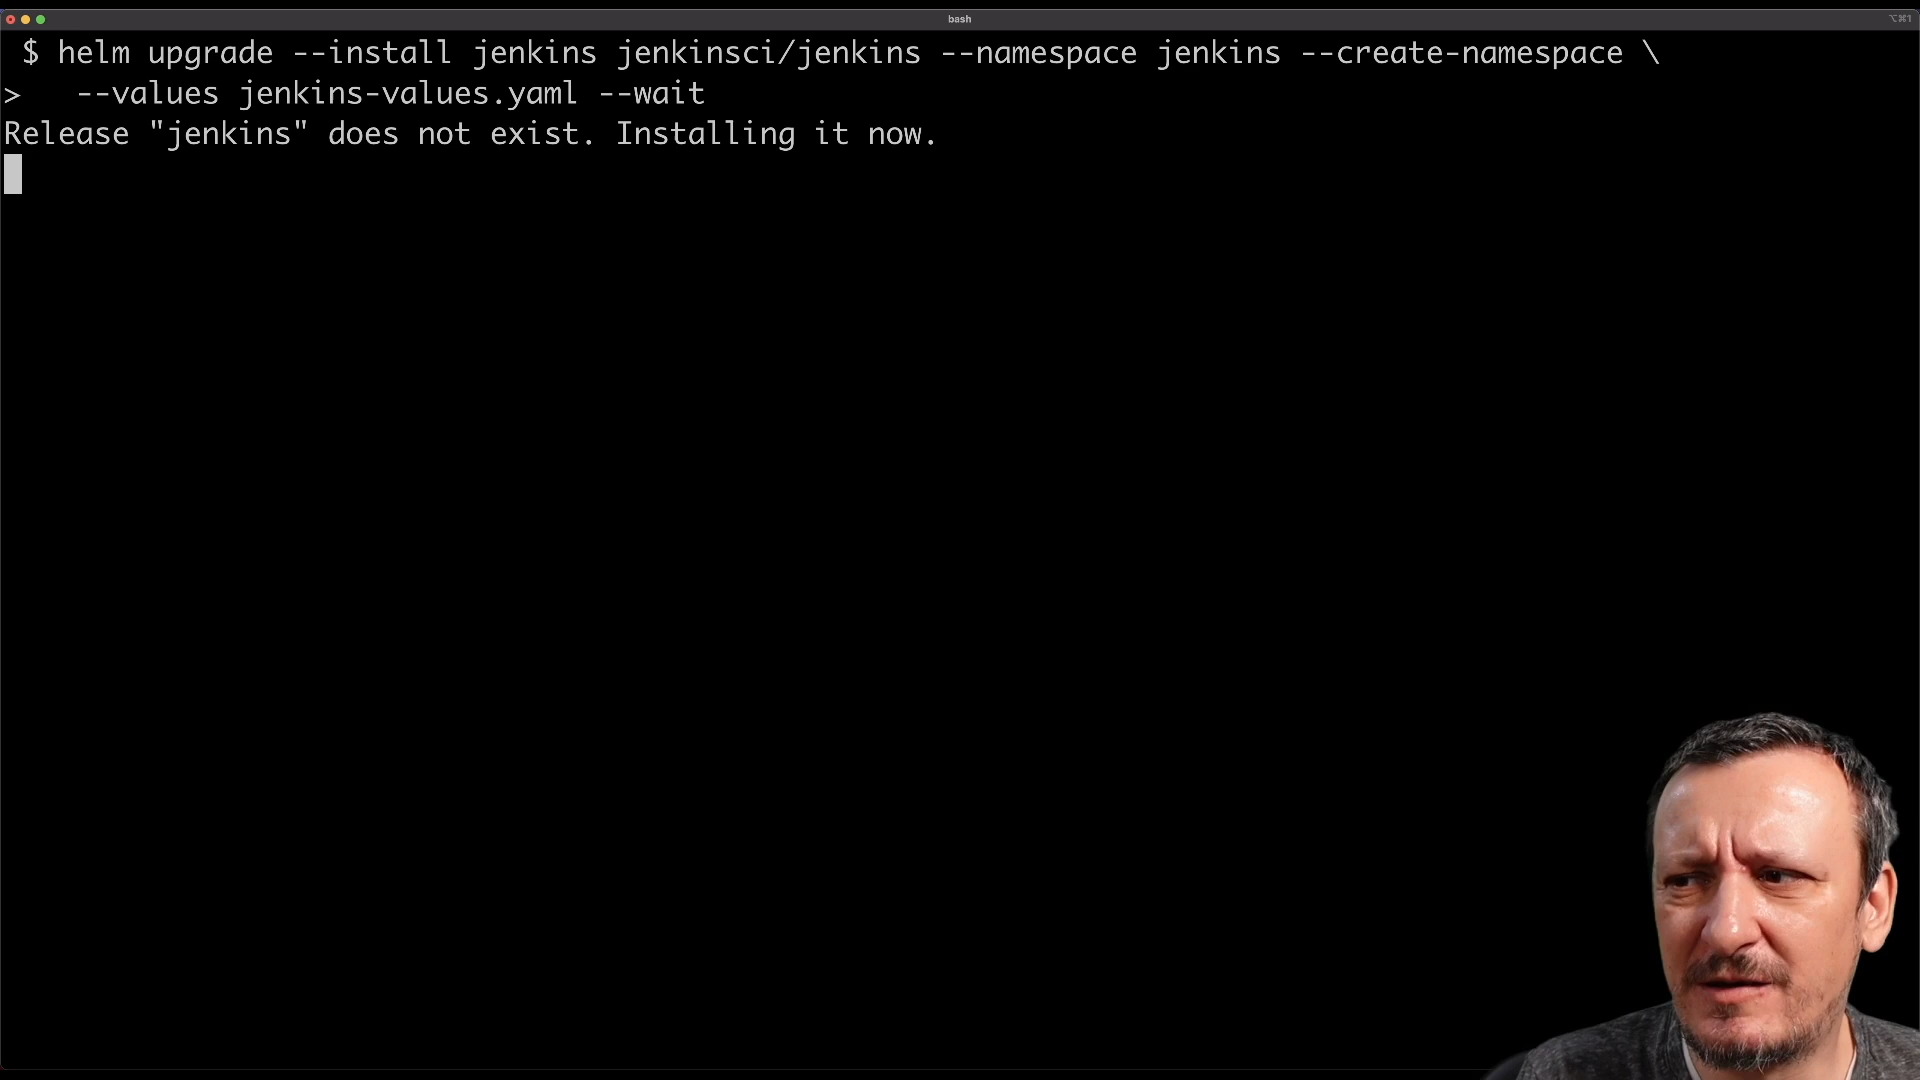 bash
⌥⌘1
$ helm upgrade --install jenkins jenkinsci/jenkins --namespace jenkins --create-namespace \
>   --values jenkins-values.yaml --wait
Release "jenkins" does not exist. Installing it now.